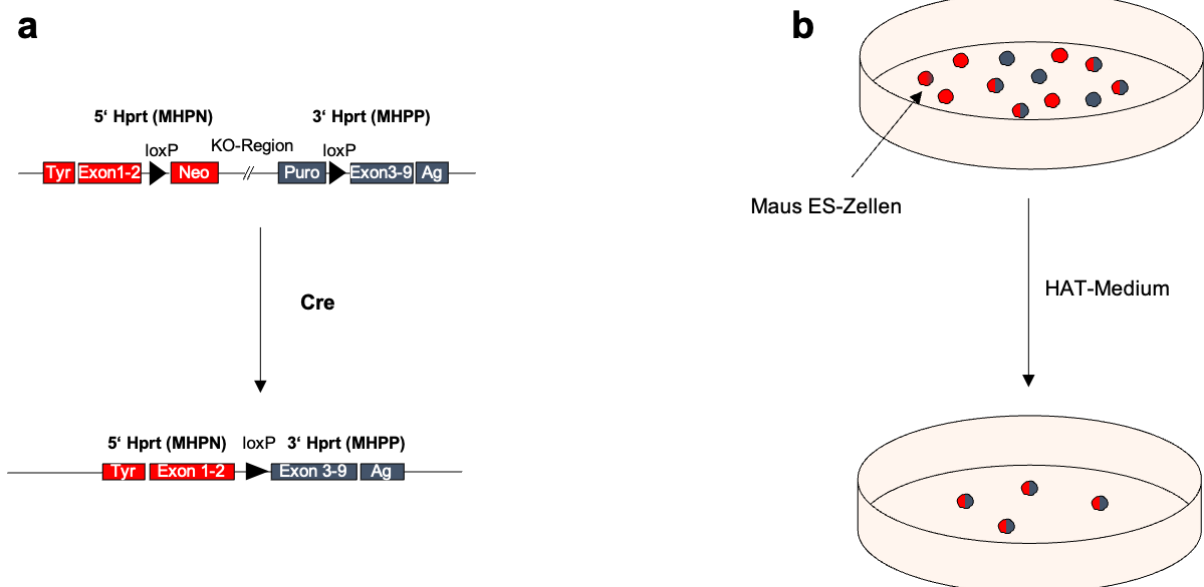 a
5‘ Hprt (MHPN)
3‘ Hprt (MHPP)
loxP
KO-Region
loxP
Tyr
Exon1-2
Neo
Puro
Exon3-9
Ag
Cre
5‘ Hprt (MHPN)
loxP
3‘ Hprt (MHPP)
Tyr
Exon 1-2
Exon 3-9
Ag
b
Maus ES-Zellen
HAT-Medium